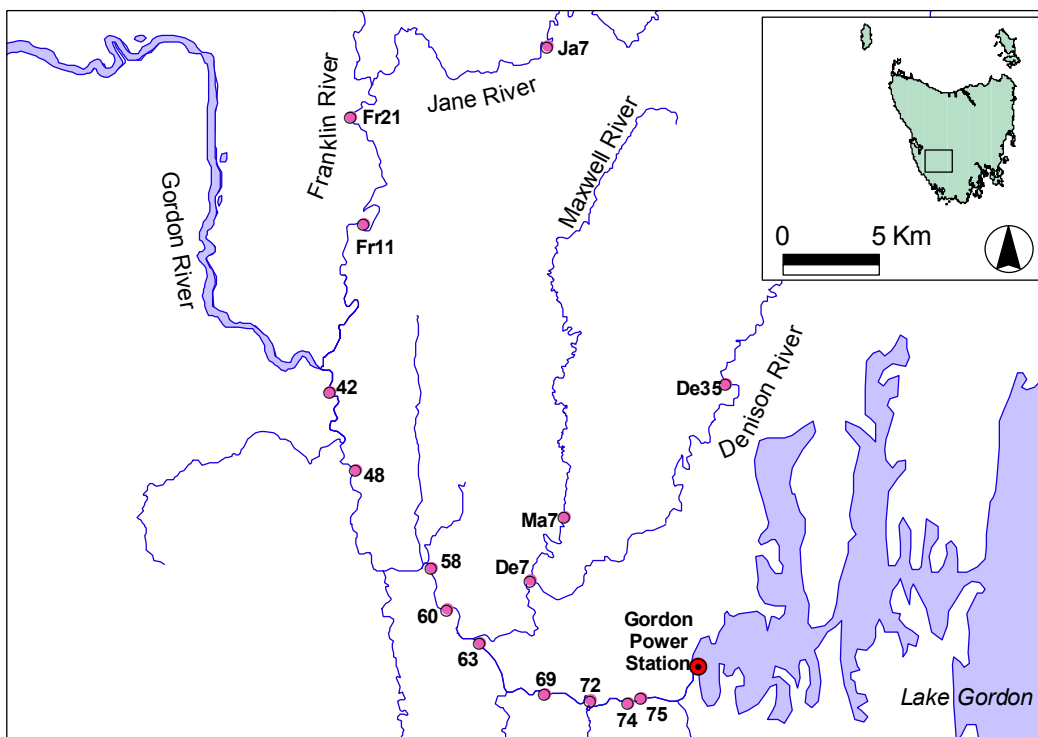 Ja7
Jane River
Franklin River
Fr21
Maxwell River
0 5 Km
Fr11
Gordon River
42
De35
Denison River
48
Ma7
58
De7
60
Gordon
Power
Station
63
69
72
74
75
Lake Gordon